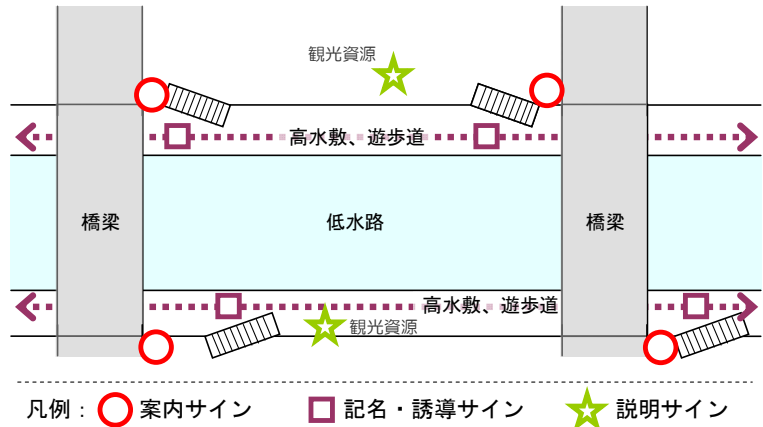 観光資源
高水敷、遊歩道
橋梁
低水路
橋梁
高水敷、遊歩道
観光資源
凡例：
案内サイン
記名・誘導サイン
説明サイン